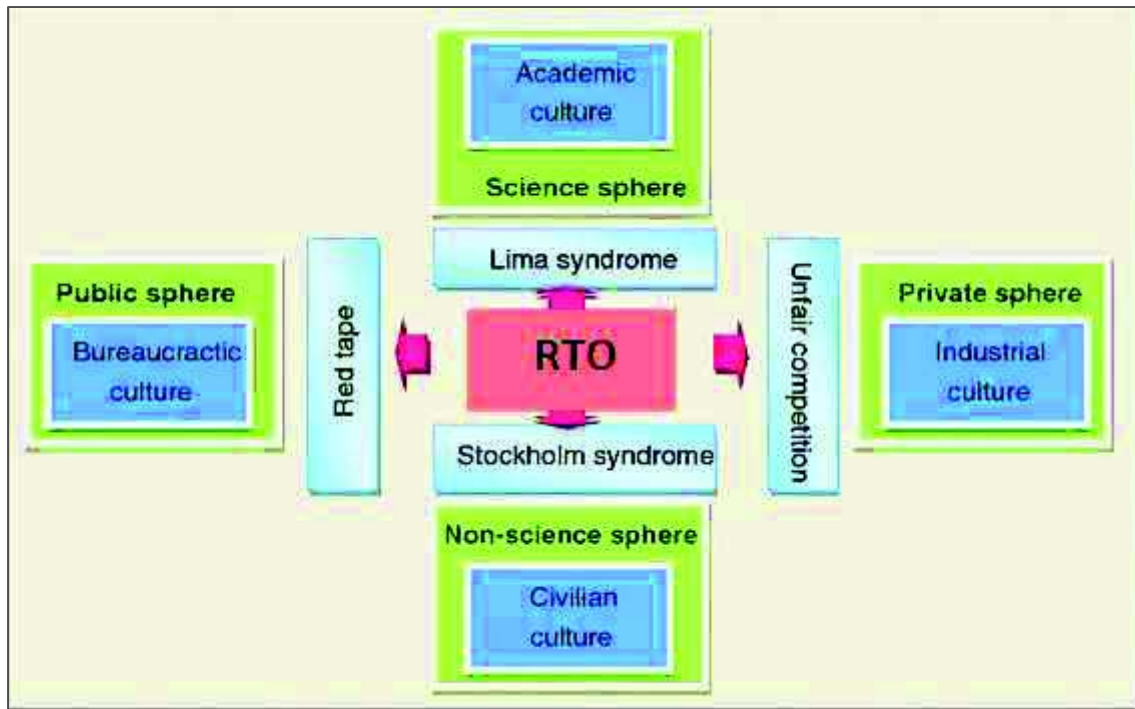 Academic
culture
Science sphere
Lima syndrome
Public sphere
Bureaucractic
culture
Red tape
RTO
Unfair competition
Private sphere
Industrial
culture
Stockholm syndrome
Non-science sphere
Civilian
culture